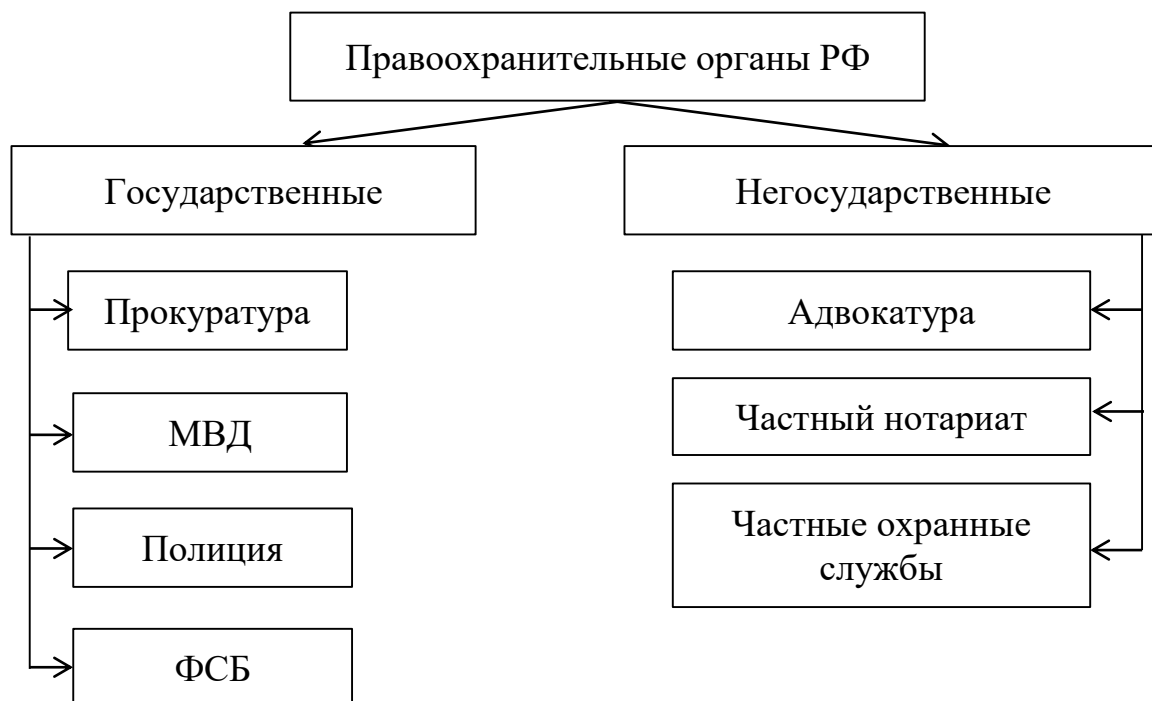 Правоохранительные органы РФ
Государственные
Негосударственные
Прокуратура
МВД
Полиция
ФСБ
Адвокатура
Частный нотариат
Частные охранные
службы